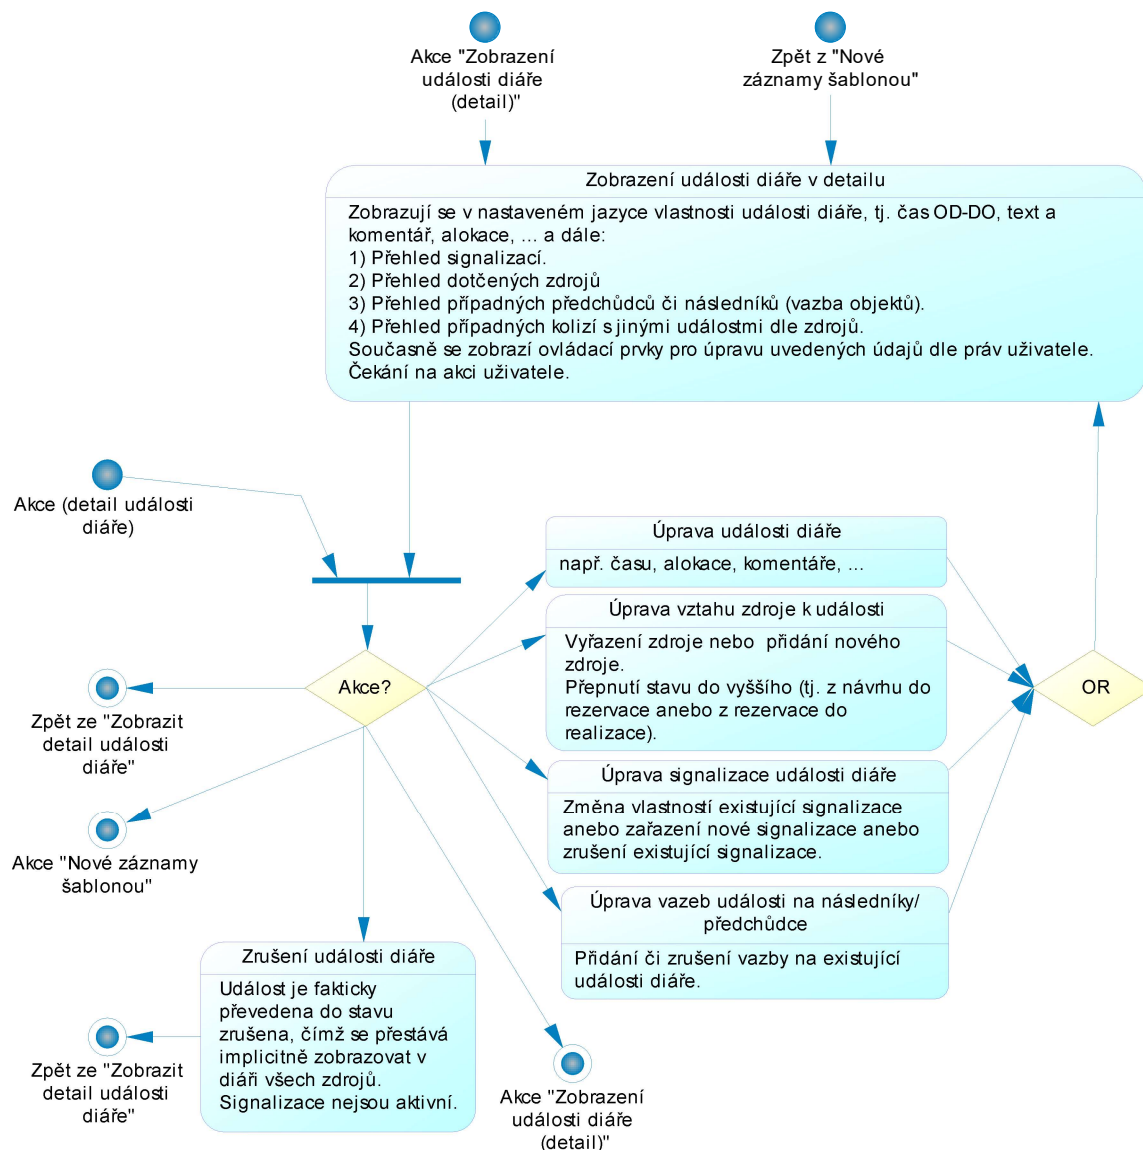 Akce "Zobrazení
události diáře
(detail)"
Zpět z "Nové
záznamy šablonou"
Zobrazení události diáře v detailu
Zobrazují se v nastaveném jazyce vlastnosti události diáře, tj. čas OD-DO, text a
komentář, alokace, ... a dále:
1) Přehled signalizací.
2) Přehled dotčených zdrojů
3) Přehled případných předchůdců či následníků (vazba objektů).
4) Přehled případných kolizí s jinými událostmi dle zdrojů.
Současně se zobrazí ovládací prvky pro úpravu uvedených údajů dle práv uživatele.
Čekání na akci uživatele.
Akce (detail události
diáře)
Úprava události diáře
např. času, alokace, komentáře, ...
Úprava vztahu zdroje k události
Vyřazení zdroje nebo přidání nového
zdroje.
Přepnutí stavu do vyššího (tj. z návrhu do
rezervace anebo z rezervace do
realizace).
Akce?
OR
Zpět ze "Zobrazit
detail události
diáře"
Úprava signalizace události diáře
Změna vlastností existující signalizace
anebo zařazení nové signalizace anebo
zrušení existující signalizace.
Akce "Nové záznamy
šablonou"
Úprava vazeb události na následníky/
předchůdce
Přidání či zrušení vazby na existující
události diáře.
Zrušení události diáře
Událost je fakticky
převedena do stavu
zrušena, čímž se přestává
implicitně zobrazovat v
diáři všech zdrojů.
Signalizace nejsou aktivní.
Zpět ze "Zobrazit
detail události
diáře"
Akce "Zobrazení
události diáře
(detail)"